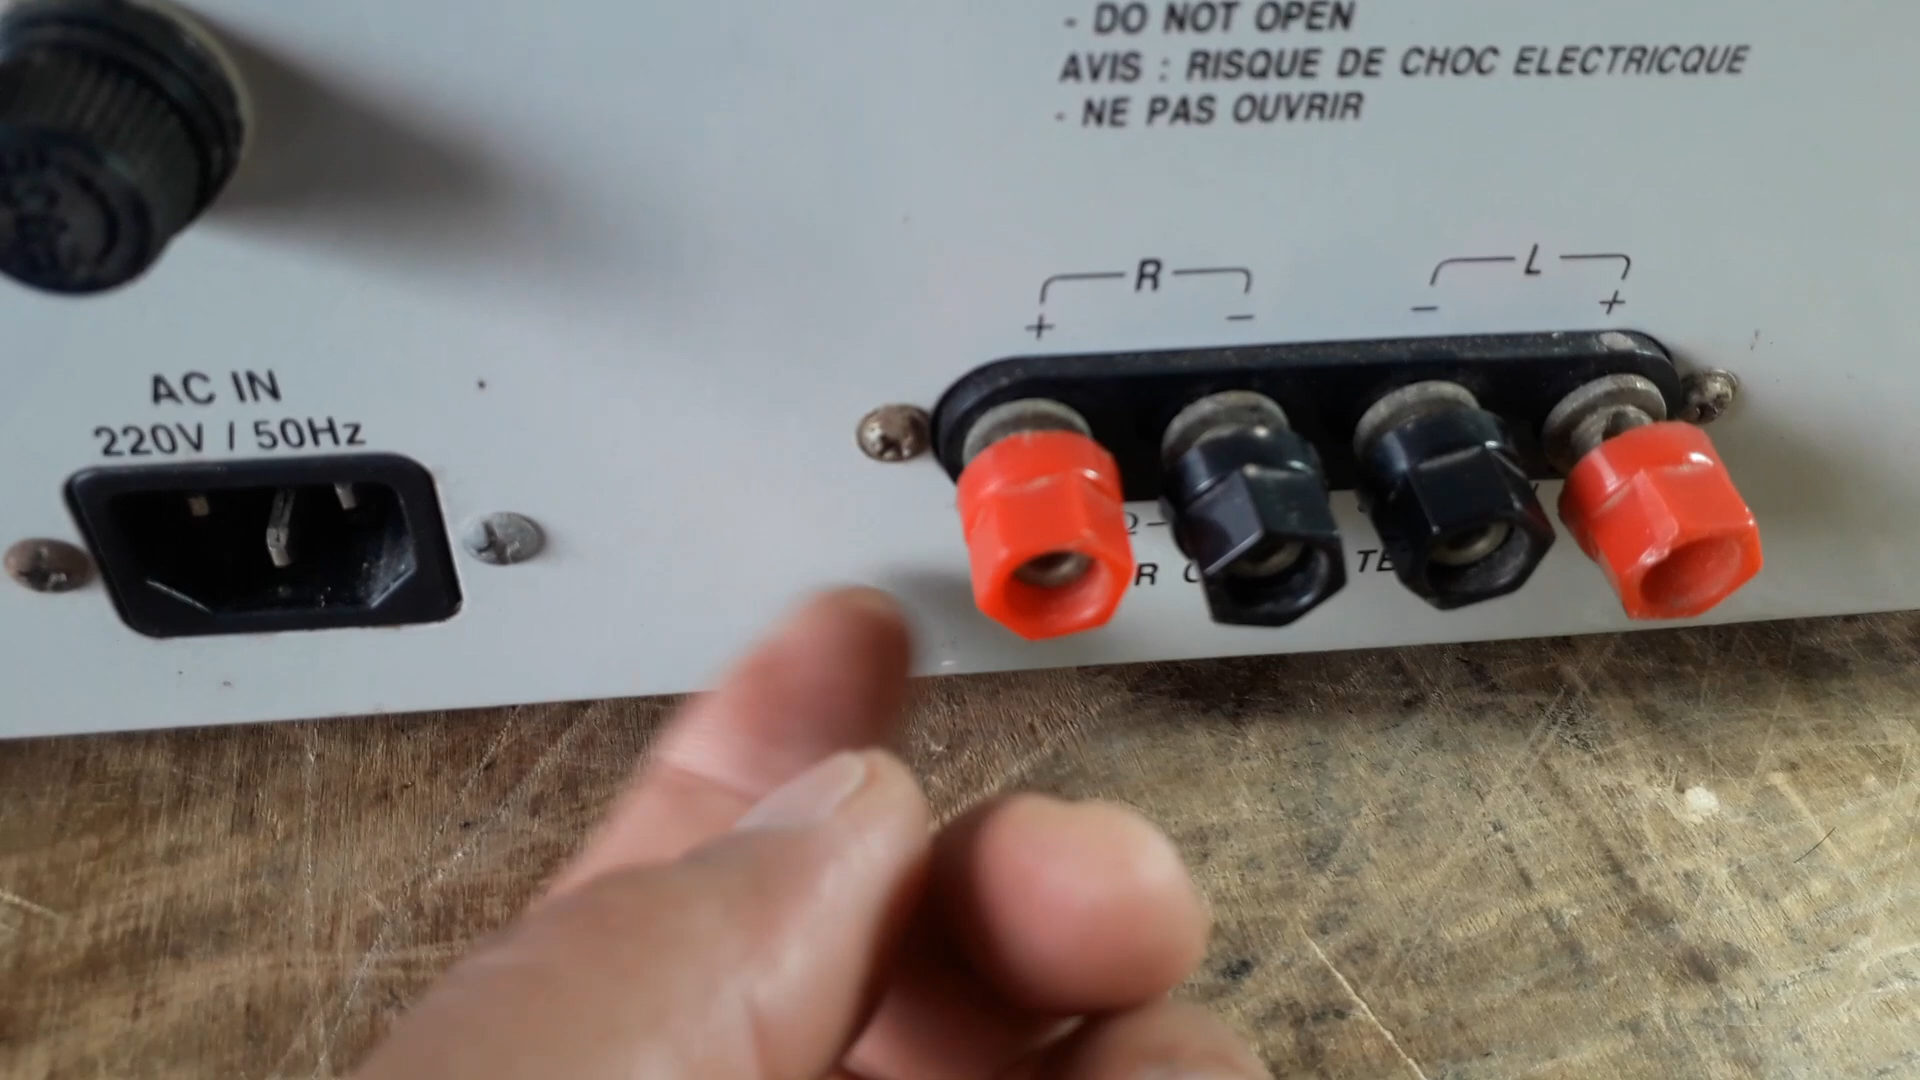 - DO NOT OPEN
AVIS : RISQUE DE CHOC ELECTRICQUE
- NE PAS OUVRIR
R
L
+ - - +
AC IN
220V / 50Hz